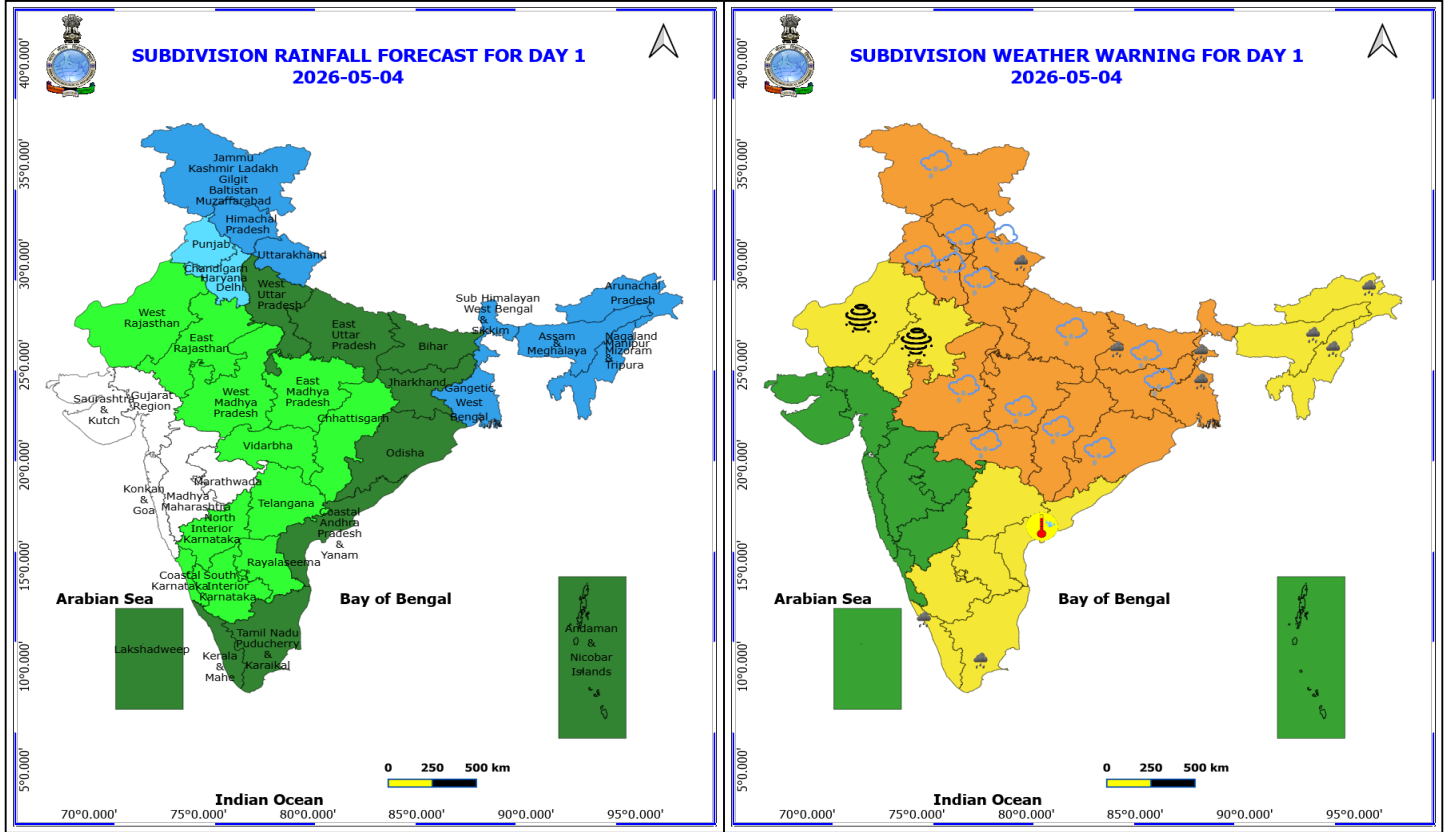 SUBDIVISION RAINFALL FORECAST FOR DAY 1
2026-05-04
40°0.000'
35°0.000'
30°0.000'
25°0.000'
20°0.000'
15°0.000'
10°0.000'
5°0.000'
Jammu
Kashmir Ladakh
Gilgit
Baltistan
Muzaffarabad
Himachal
Pradesh
Punjab
Uttarakhand
Chandigarh
Haryana
Delhi
West
Uttar
Pradesh
Arunachal
Pradesh
Sub Himalayan
West Bengal
&
Sikkim
West
Rajasthan
East
Rajasthan
East
Uttar
Pradesh
Bihar
Assam
&
Meghalaya
Nagaland
Manipur
Mizoram
&
Tripura
Saurashtra
&
Kutch
Gujarat
Region
West
Madhya
Pradesh
East
Madhya
Pradesh
Jharkhand
Gangetic
West
Bengal
Chhattisgarh
Vidarbha
Odisha
Konkan
&
Goa
Marathwada
Madhya
Maharashtra
Telangana
North
Interior
Karnataka
Coastal
Andhra
Pradesh
&
Yanam
Rayalaseema
Coastal
Karnataka
South
Interior
Karnataka
Arabian Sea
Bay of Bengal
Lakshadweep
Kerala
&
Mahe
Tamil Nadu
Puducherry
&
Karaikal
Andaman
&
Nicobar
Islands
0 250 500 km
Indian Ocean
70°0.000' 75°0.000' 80°0.000' 85°0.000' 90°0.000' 95°0.000'
SUBDIVISION WEATHER WARNING FOR DAY 1
2026-05-04
40°0.000'
35°0.000'
30°0.000'
25°0.000'
20°0.000'
15°0.000'
10°0.000'
5°0.000'
Arabian Sea
Bay of Bengal
0 250 500 km
Indian Ocean
70°0.000' 75°0.000' 80°0.000' 85°0.000' 90°0.000' 95°0.000'